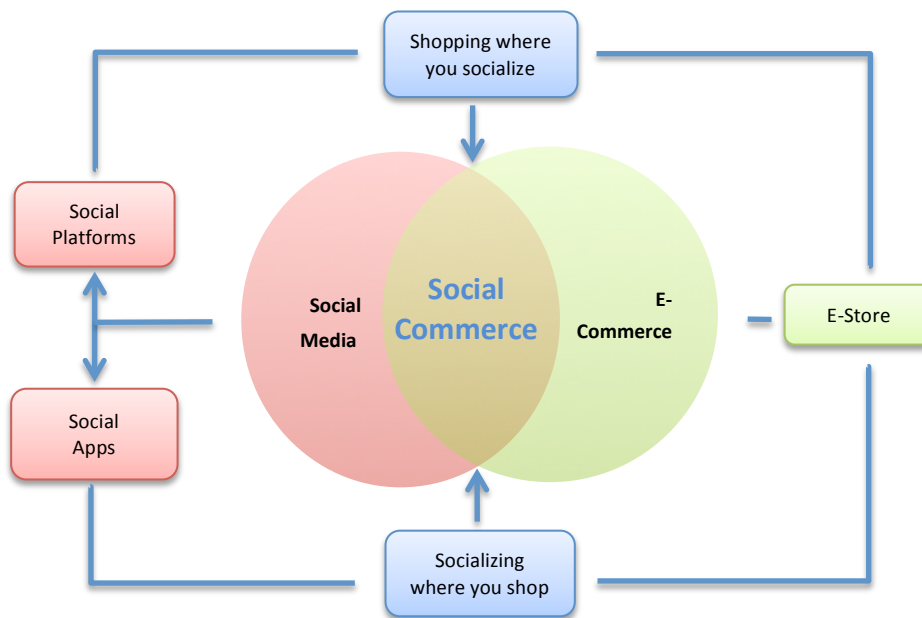 Shopping where
you socialize
Social
Platforms
Social
Media
Social
Commerce
E-
Commerce
E-Store
Social
Apps
Socializing
where you shop